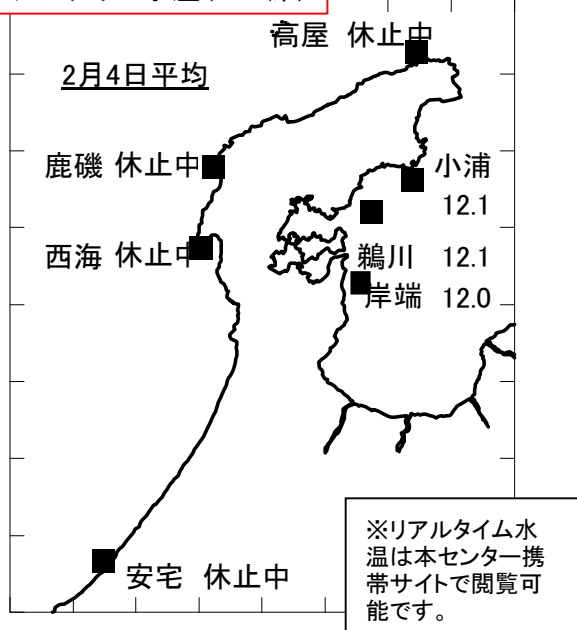 高屋 休止中
2月4日平均
鹿磯 休止中
小浦
12.1
西海 休止中
鵜川 12.1
岸端 12.0
安宅 休止中
※リアルタイム水
温は本センター携
帯サイトで閲覧可
能です。